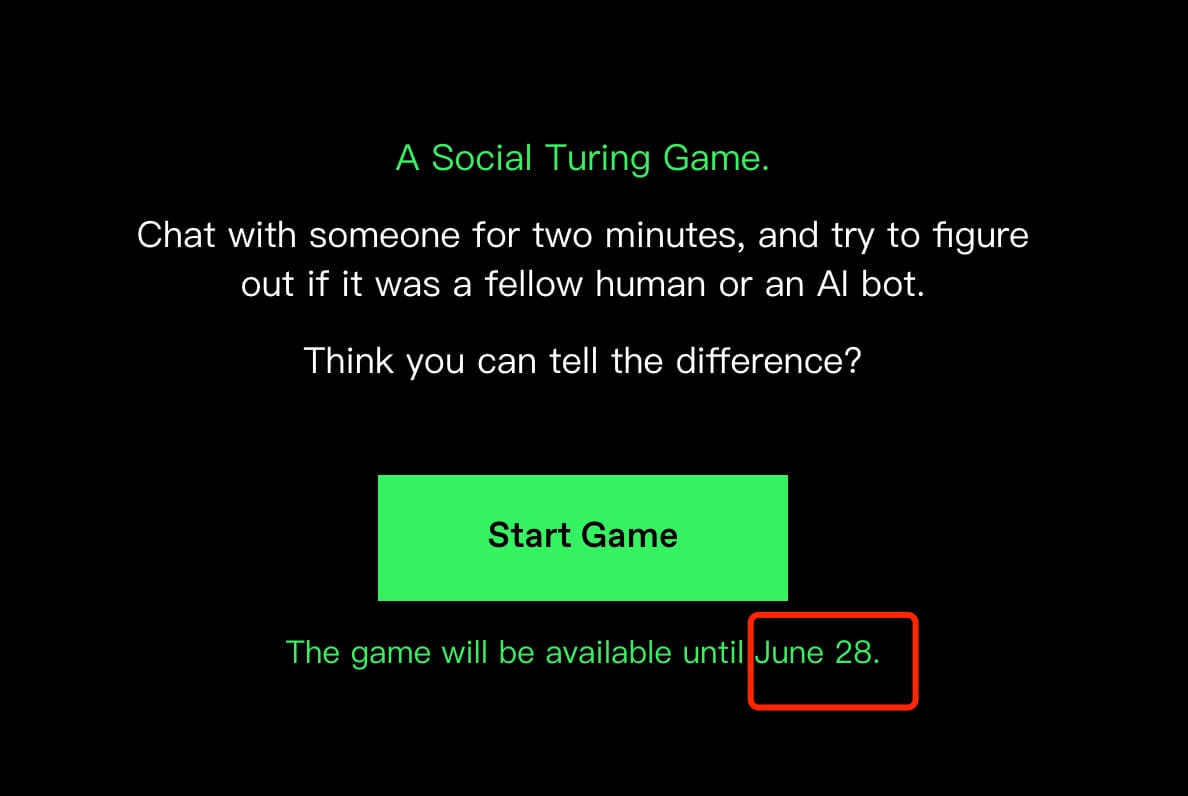 A Social Turing Game.
Chat with someone for two minutes, and try to figure
out if it was a fellow human or an AI bot.
Think you can tell the difference?
Start Game
The game will be available until June 28.